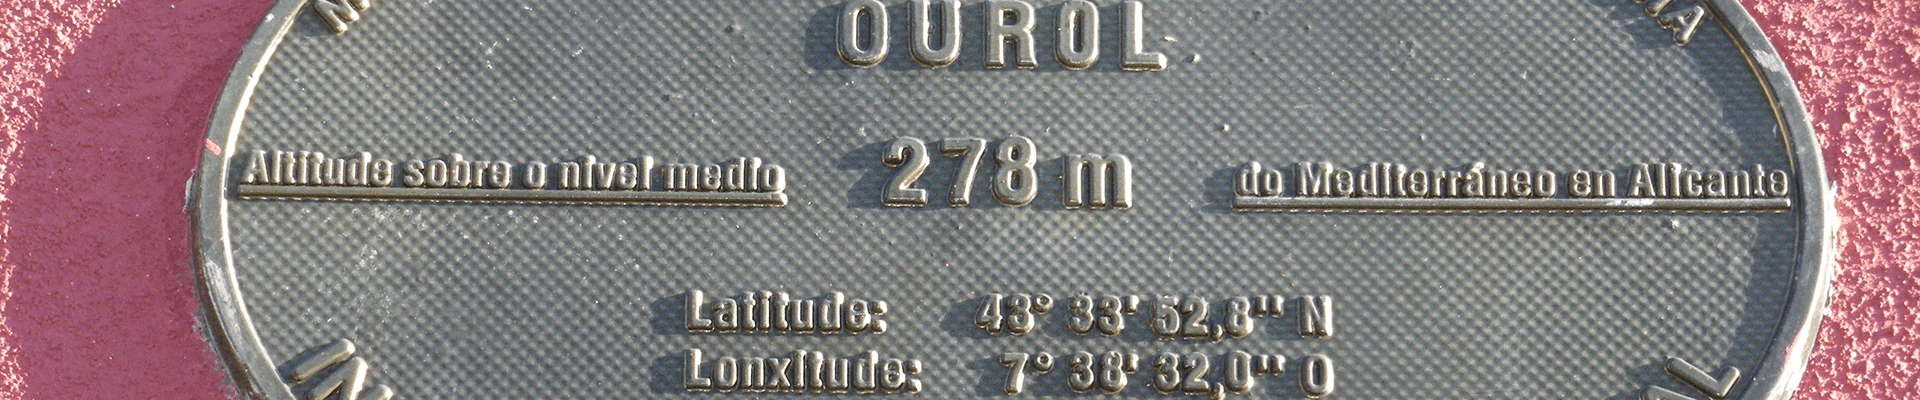 OUROL
278 m
Altitude sobre o nivel medio do Mediterráneo en Alicante
Latitude: 43° 33' 52,8'' N
Lonxitude: 7° 38' 32,0'' O